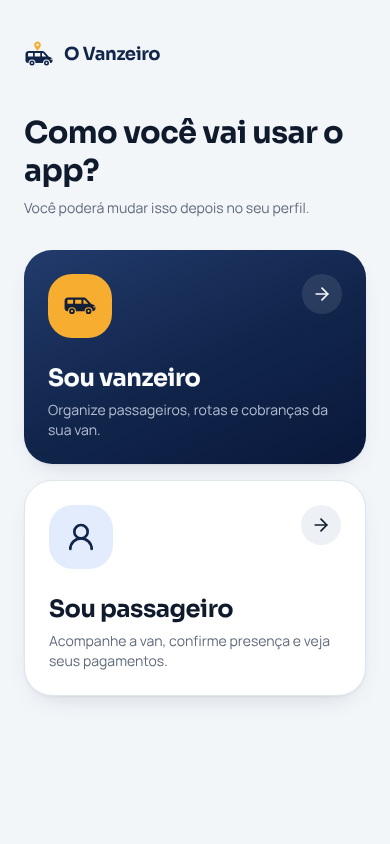 O Vanzeiro
Como você vai usar o
app?
Você poderá mudar isso depois no seu perfil.
Sou vanzeiro
Organize passageiros, rotas e cobranças da
sua van.
Sou passageiro
Acompanhe a van, confirme presença e veja
seus pagamentos.